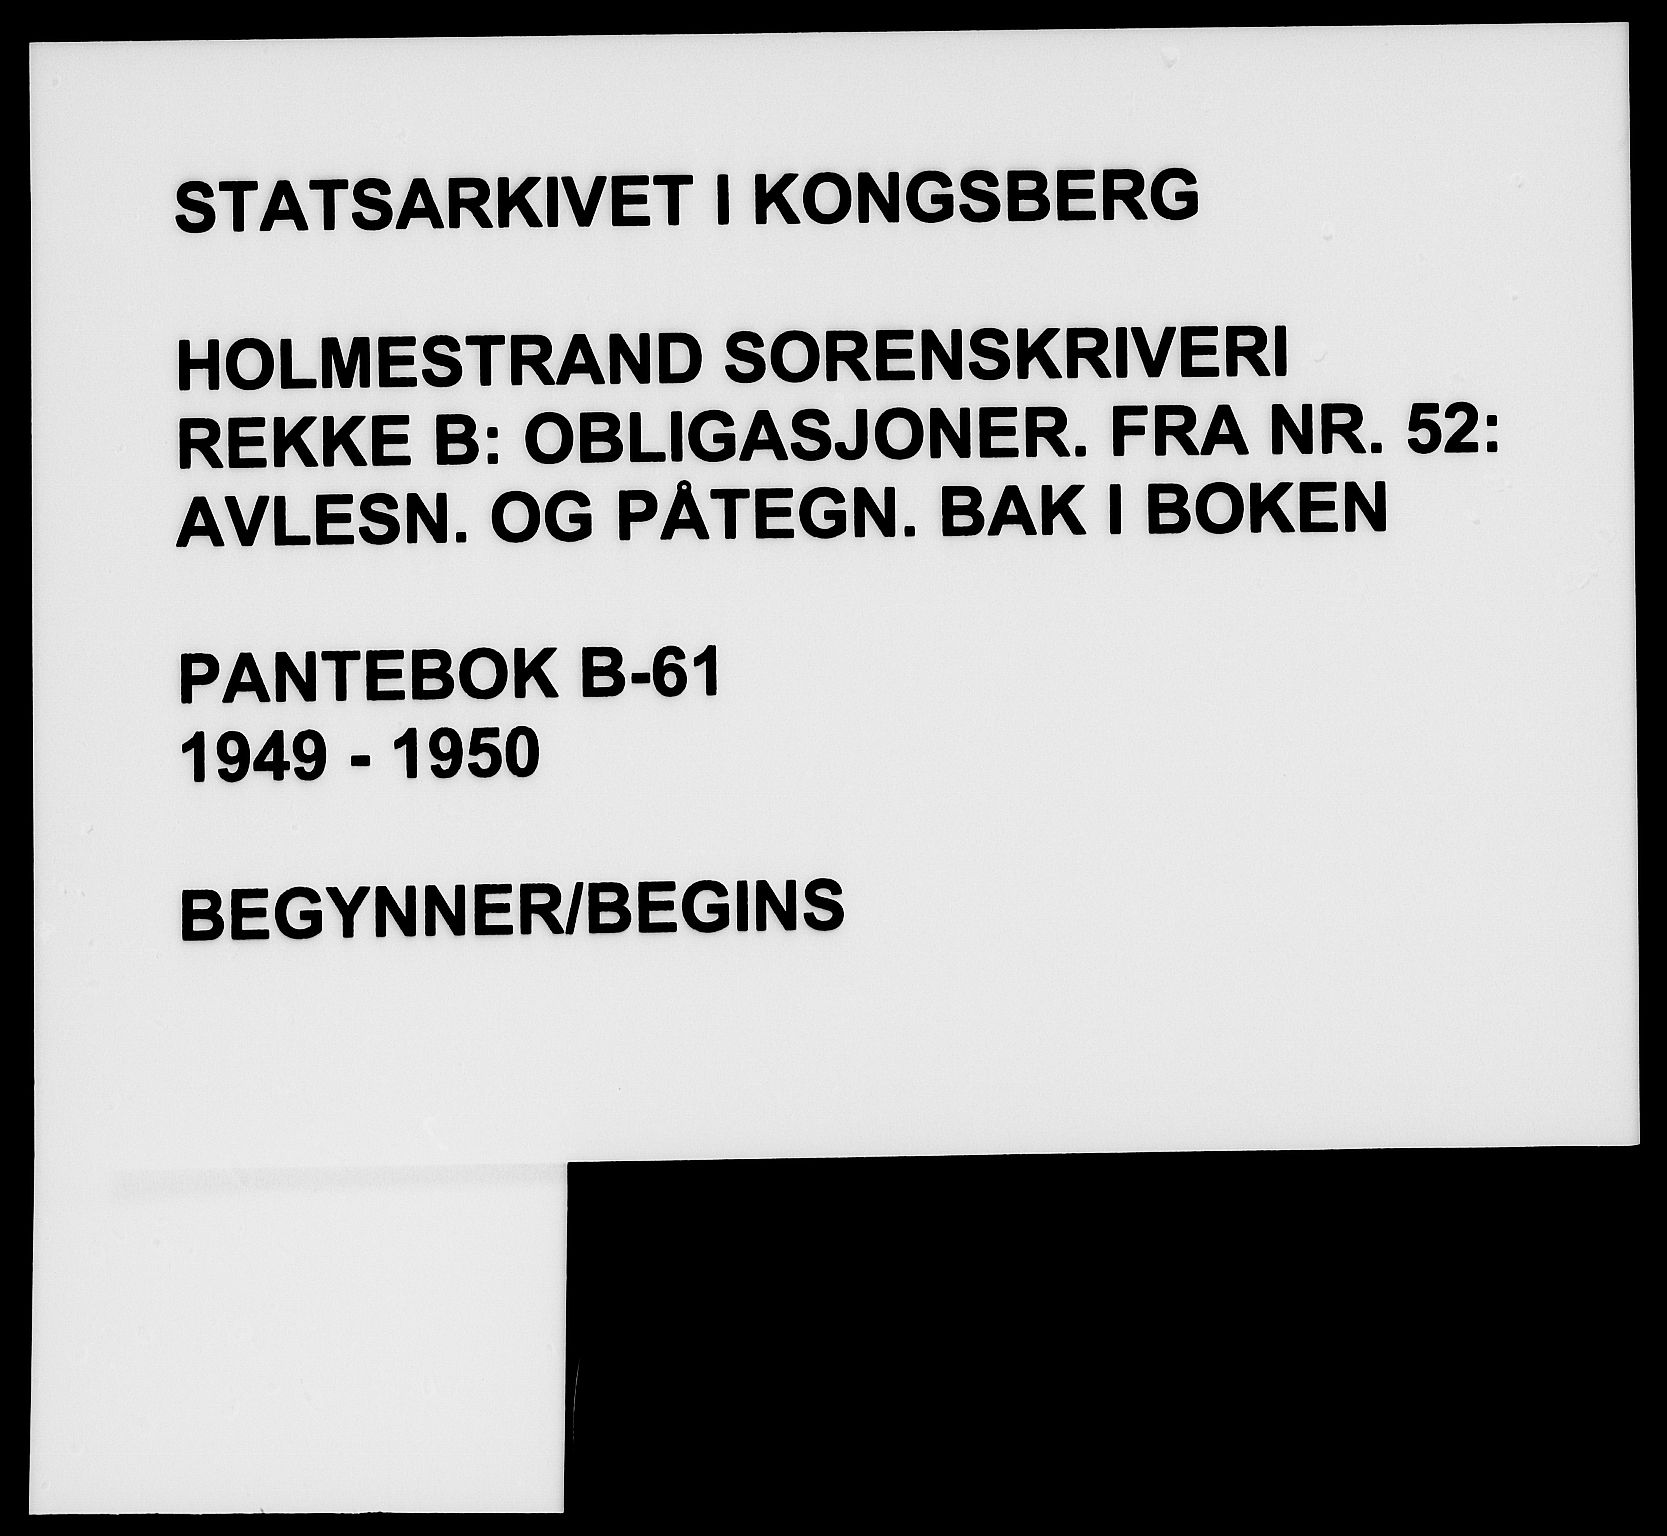 STATSARKIVET I KONGSBERG
HOLMESTRAND SORENSKRIVERI
REKKE B: OBLIGASJONER. FRA NR. 52:
AVLESN. OG PÅTEGN. BAK I BOKEN
PANTEBOK B-61
1949 - 1950
BEGYNNER/BEGINS